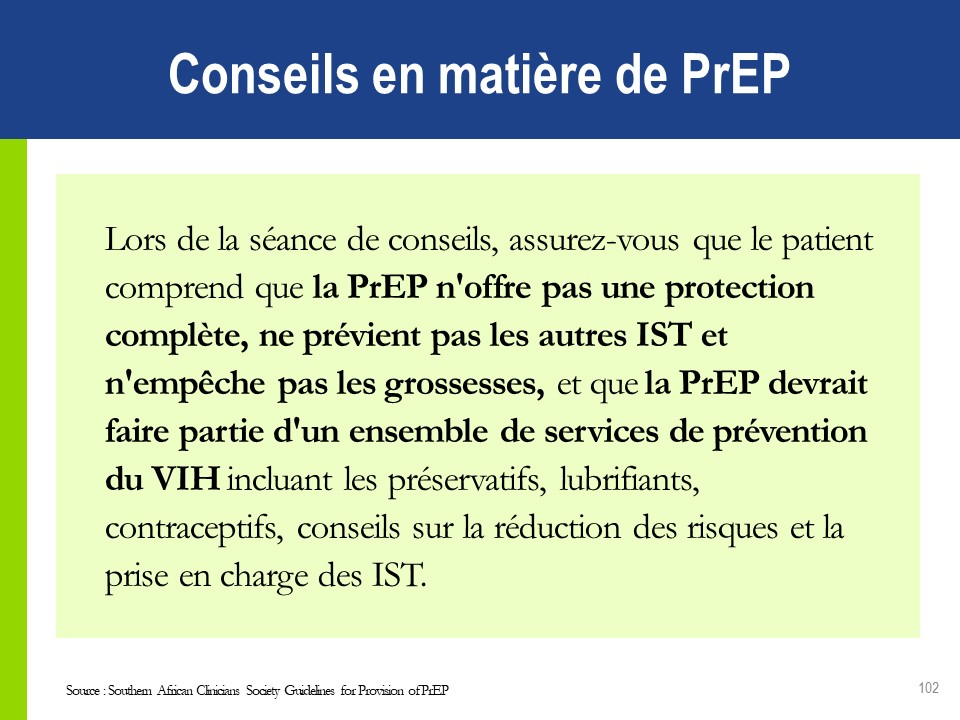 Conseils en matière de PrEP
Lors de la séance de conseils, assurez-vous que le patient
comprend que la PrEP n'offre pas une protection
complète, ne prévient pas les autres IST et
n'empêche pas les grossesses, et que la PrEP devrait
faire partie d'un ensemble de services de prévention
du VIH incluant les préservatifs, lubrifiants,
contraceptifs, conseils sur la réduction des risques et la
prise en charge des IST.
Source : Southern African Clinicians Society Guidelines for Provision of PrEP
102